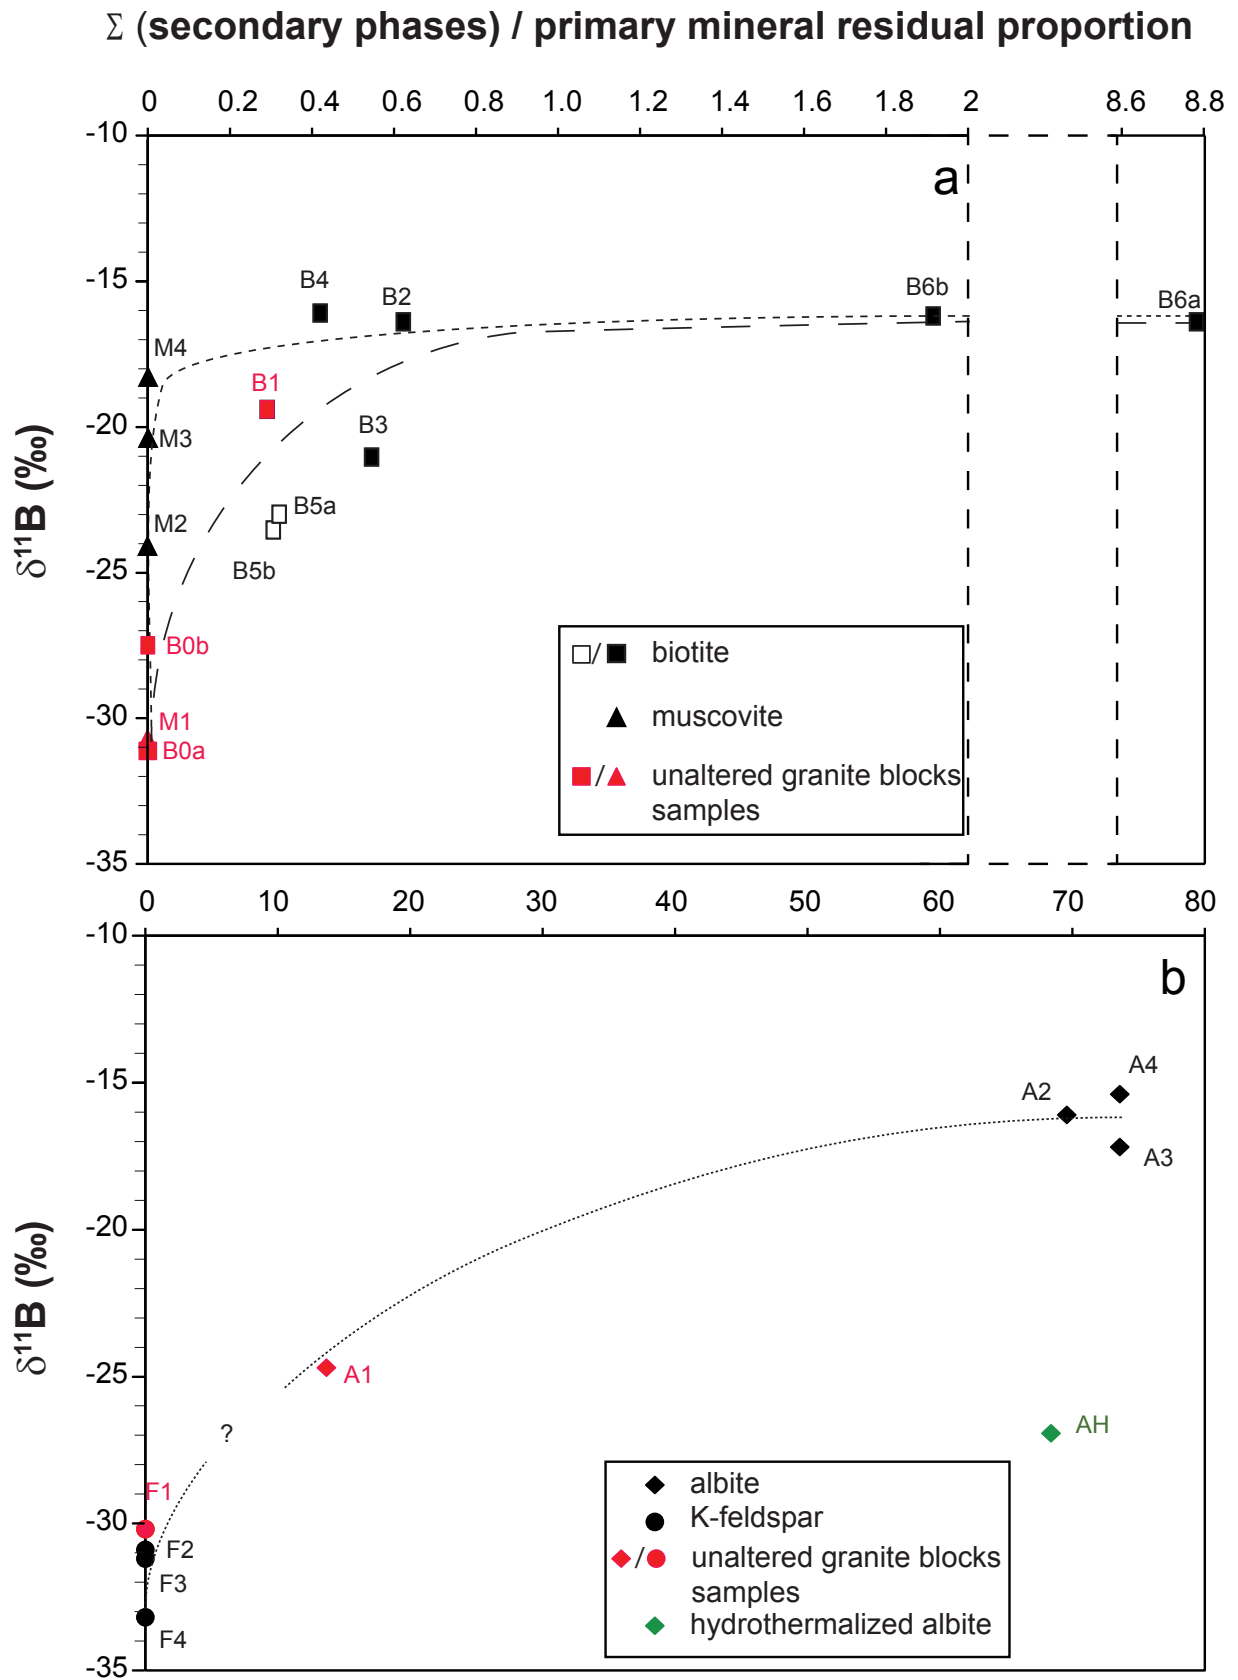 Σ (secondary phases) / primary mineral residual proportion
0 0.2 0.4 0.6 0.8 1.0 1.2 1.4 1.6 1.8 2 8.6 8.8
-10
a
-15
B4
B2
B6b
B6a
M4
B1
-20
M3
B3
B5a
M2
B5b
-25
B0b
-30
M1
B0a
-35
δ¹¹B (‰)
□/■ biotite
▲ muscovite
■/▲ unaltered granite blocks
samples
0 10 20 30 40 50 60 70 80
-10
b
-15
A4
A2
A3
-20
-25
A1
?
AH
F1
-30
F2
F3
F4
-35
δ¹¹B (‰)
◆ albite
● K-feldspar
◆/● unaltered granite blocks
samples
◆ hydrothermalized albite